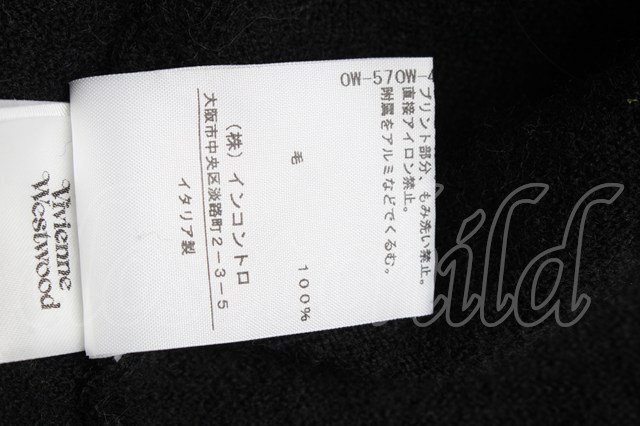 OW-570W-4
プリント部分、もみ洗い禁止。
直接アイロン禁止。
附属をアルミなどでくるむ。
毛 100%
(株)インコントロ
大阪市中央区淡路町2-3-5
イタリア製
Vivienne
Westwood